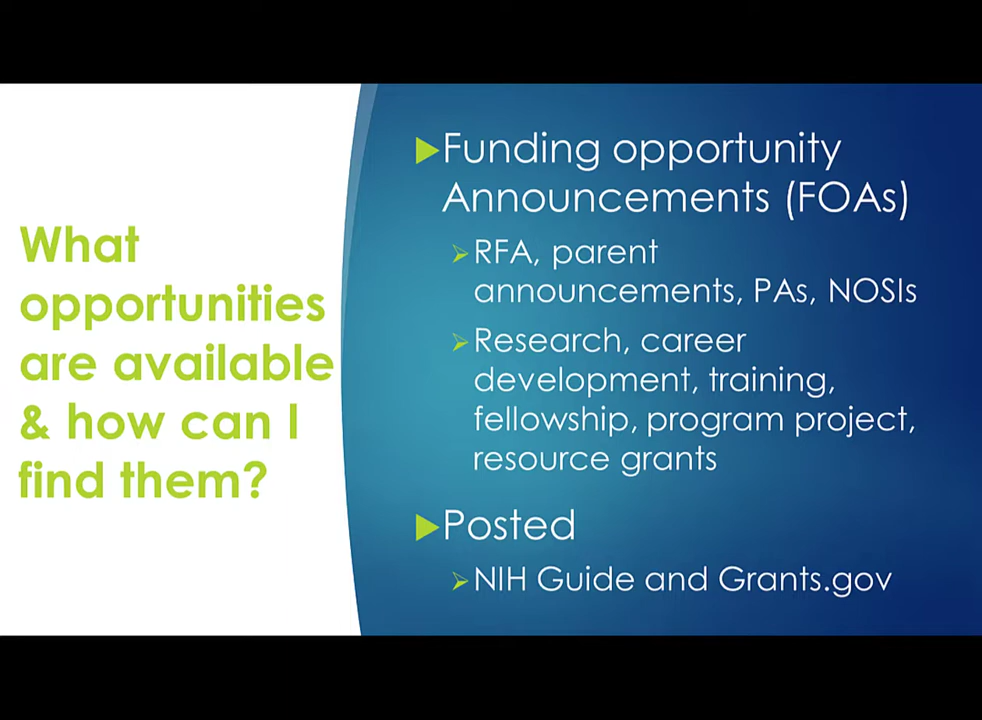 What
opportunities
are available
& how can I
find them?
Funding opportunity
Announcements (FOAs)
RFA, parent
announcements, PAs, NOSIs
Research, career
development, training,
fellowship, program project,
resource grants
Posted
NIH Guide and Grants.gov